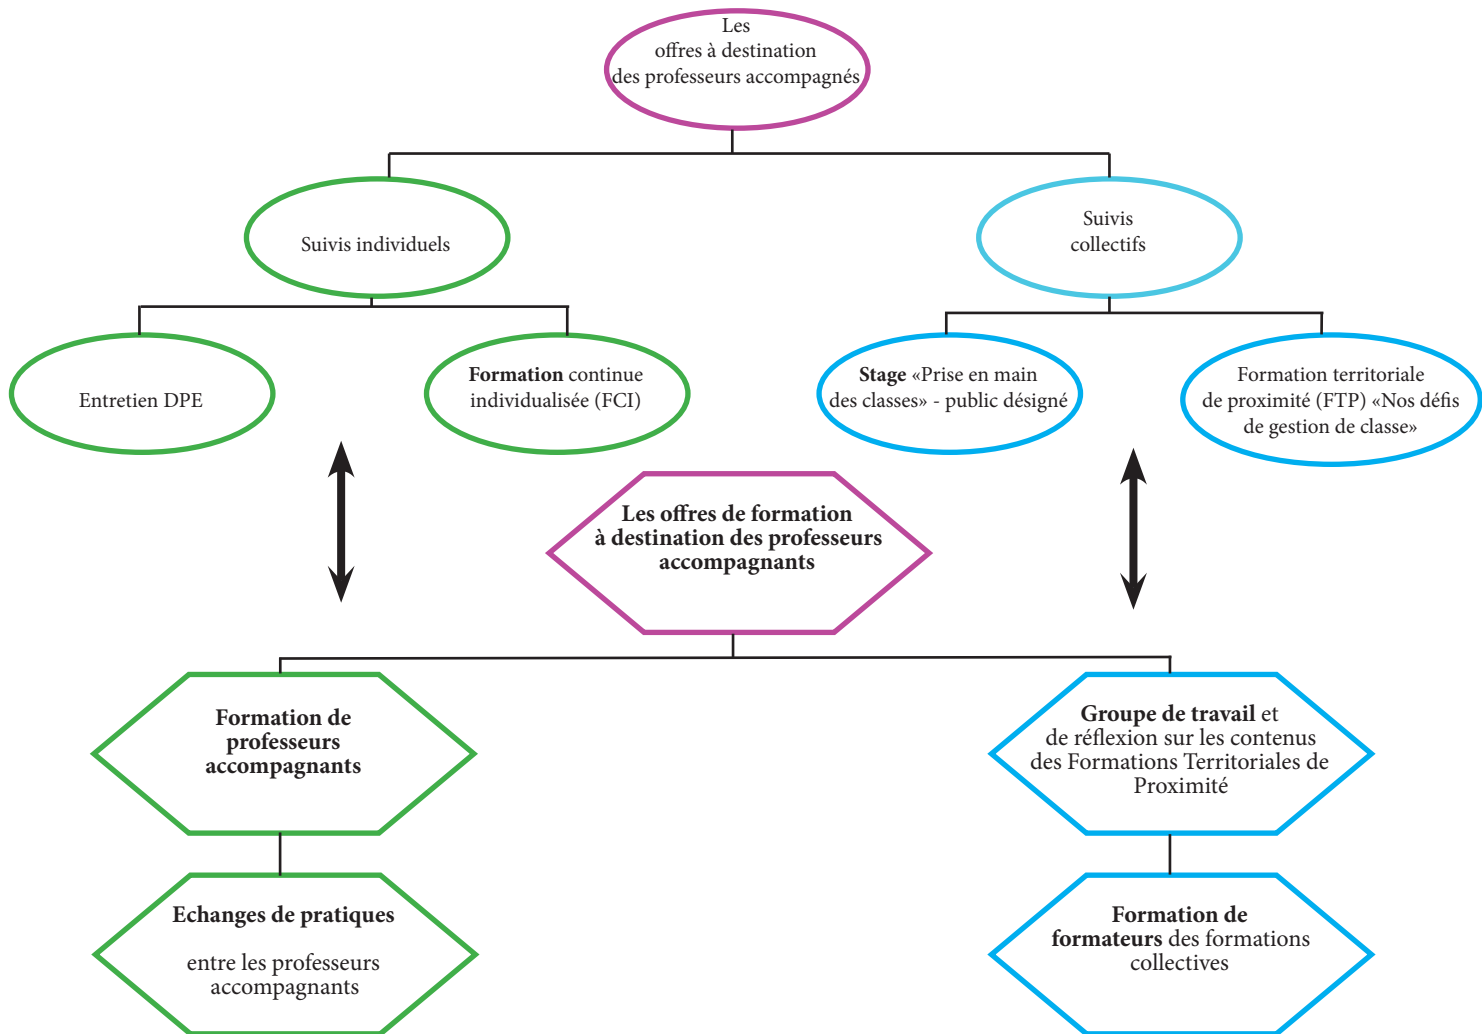 Les
offres à destination
des professeurs accompagnés
Suivis individuels
Suivis
collectifs
Entretien DPE
Formation continue
individualisée (FCI)
Stage «Prise en main
des classes» - public désigné
Formation territoriale
de proximité (FTP) «Nos défis
de gestion de classe»
Les offres de formation
à destination des professeurs
accompagnants
Formation de
professeurs
accompagnants
Groupe de travail et
de réflexion sur les contenus
des Formations Territoriales de
Proximité
Echanges de pratiques
entre les professeurs
accompagnants
Formation de
formateurs des formations
collectives